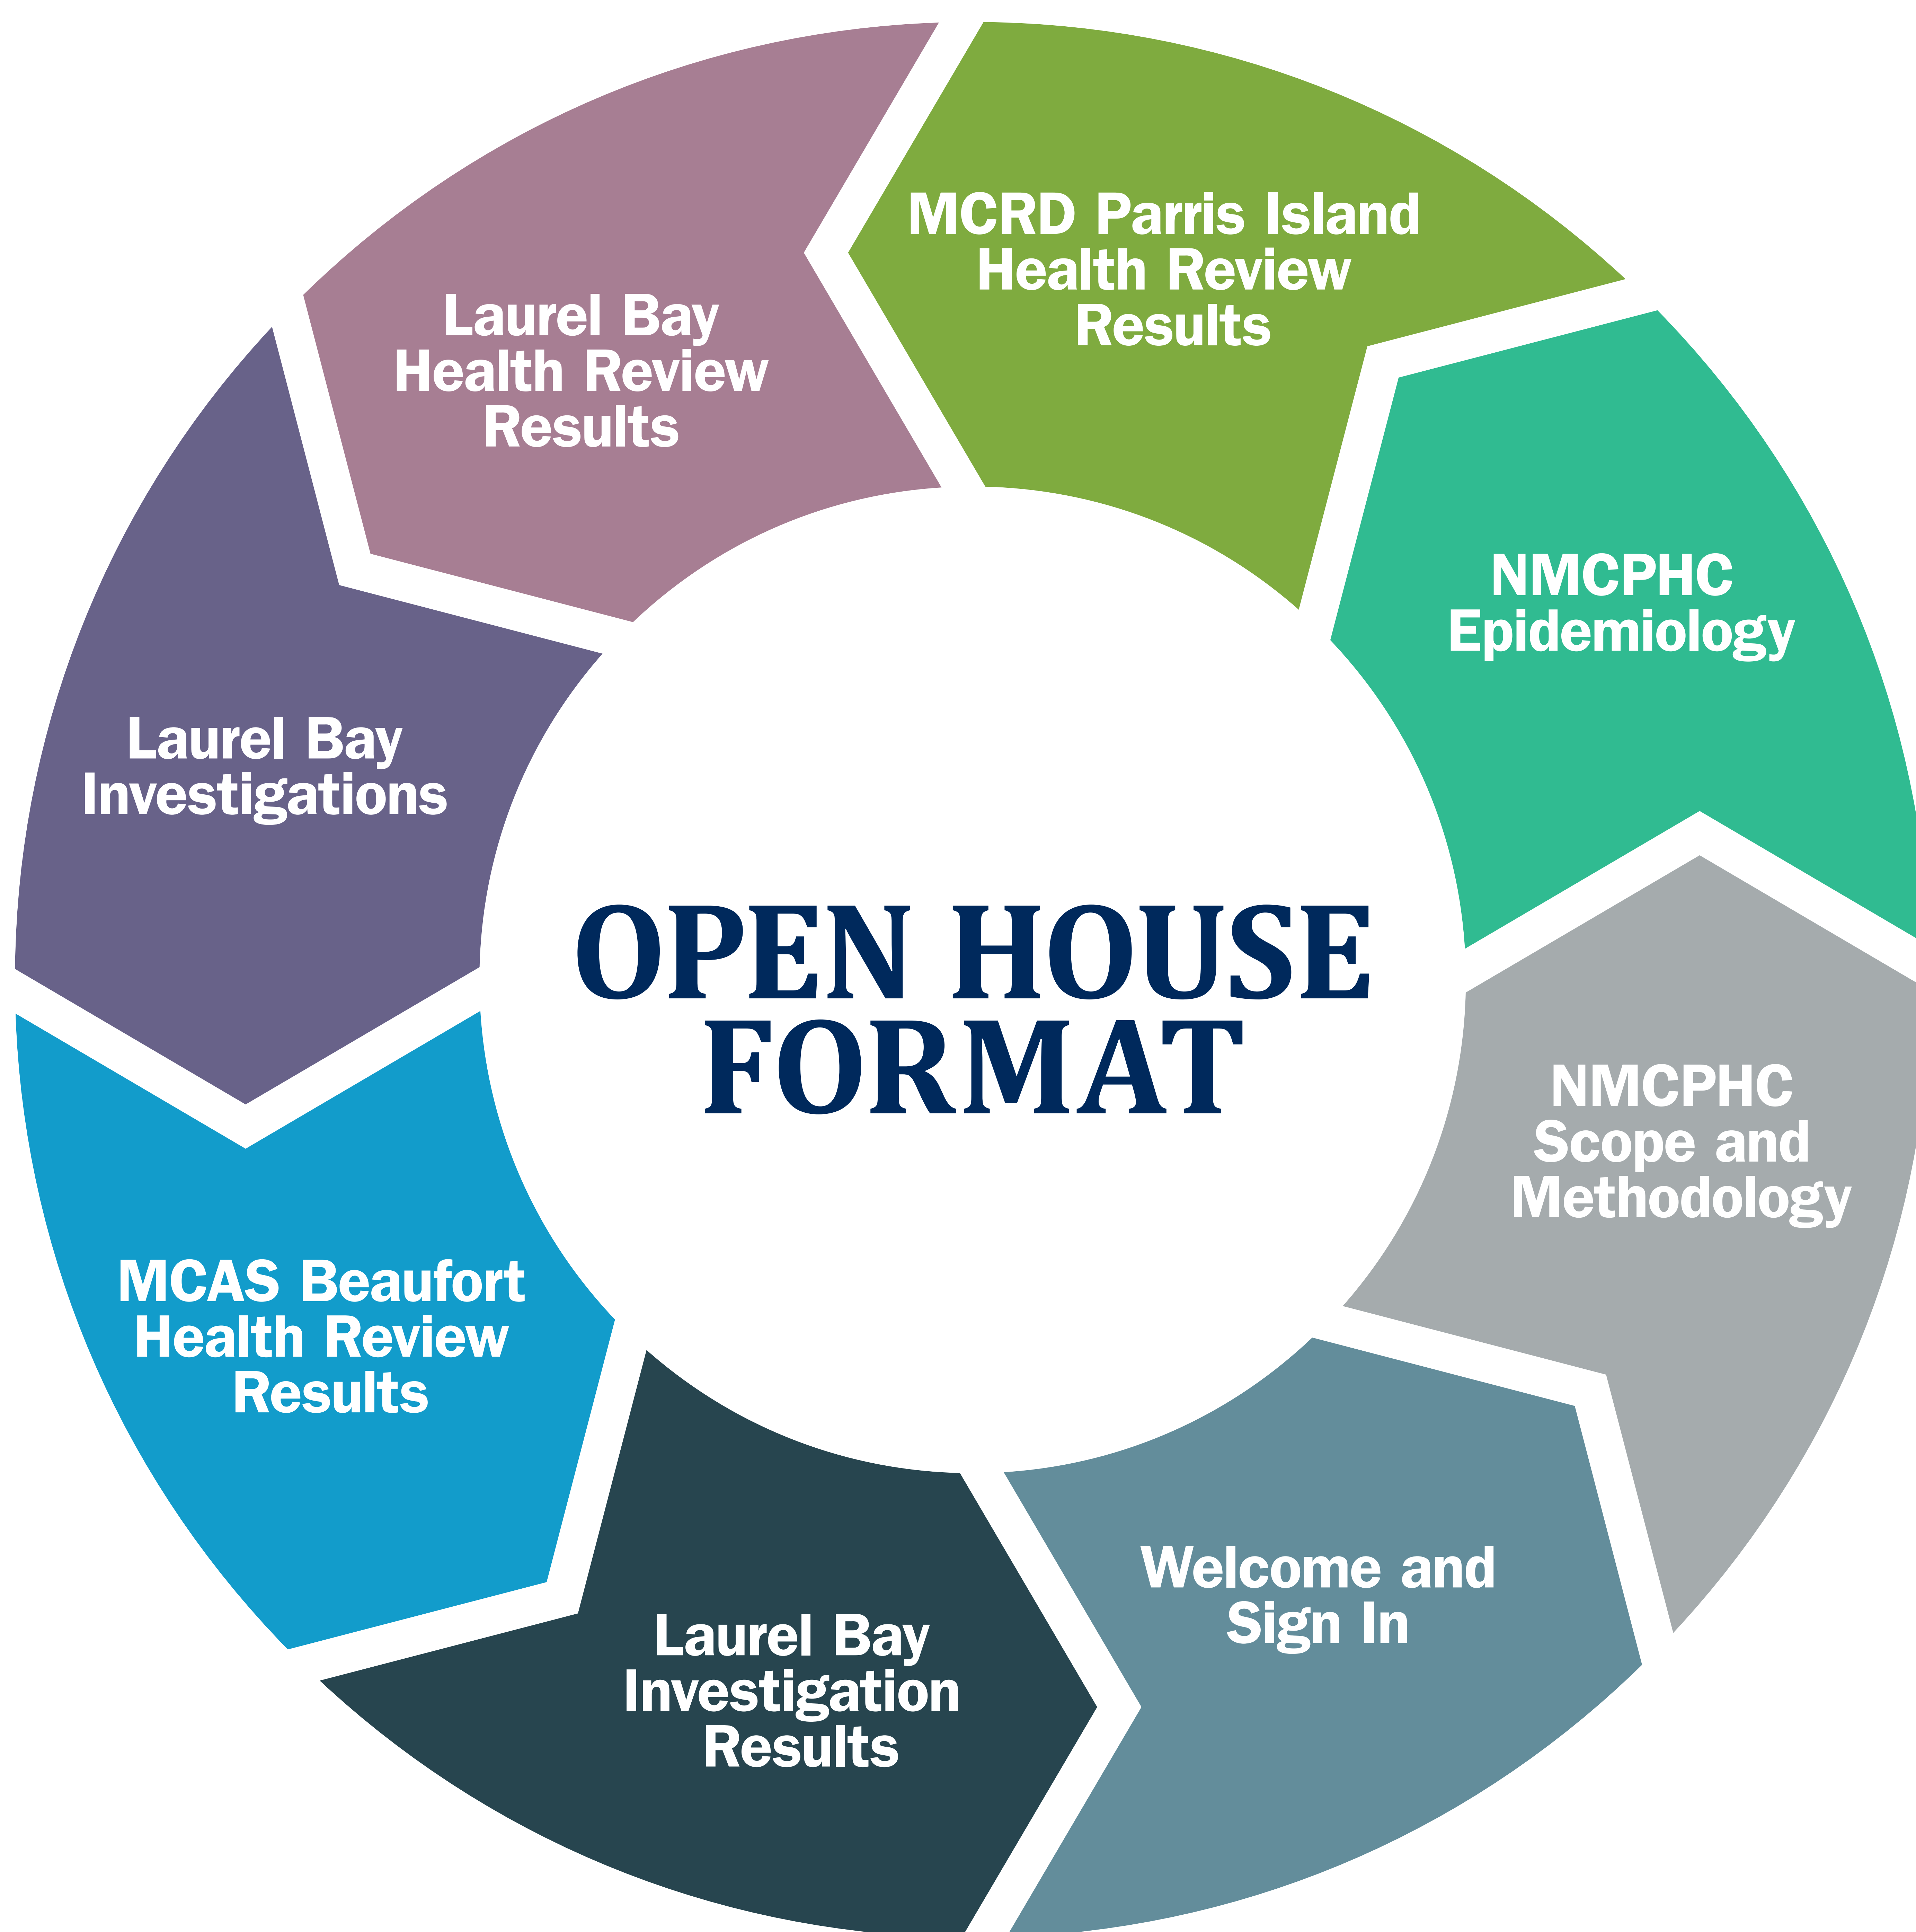 MCRD Parris Island
Health Review
Results
Laurel Bay
Health Review
Results
NMCPHC
Epidemiology
Laurel Bay
Investigations
OPEN HOUSE
FORMAT
NMCPHC
Scope and
Methodology
MCAS Beaufort
Health Review
Results
Welcome and
Sign In
Laurel Bay
Investigation
Results